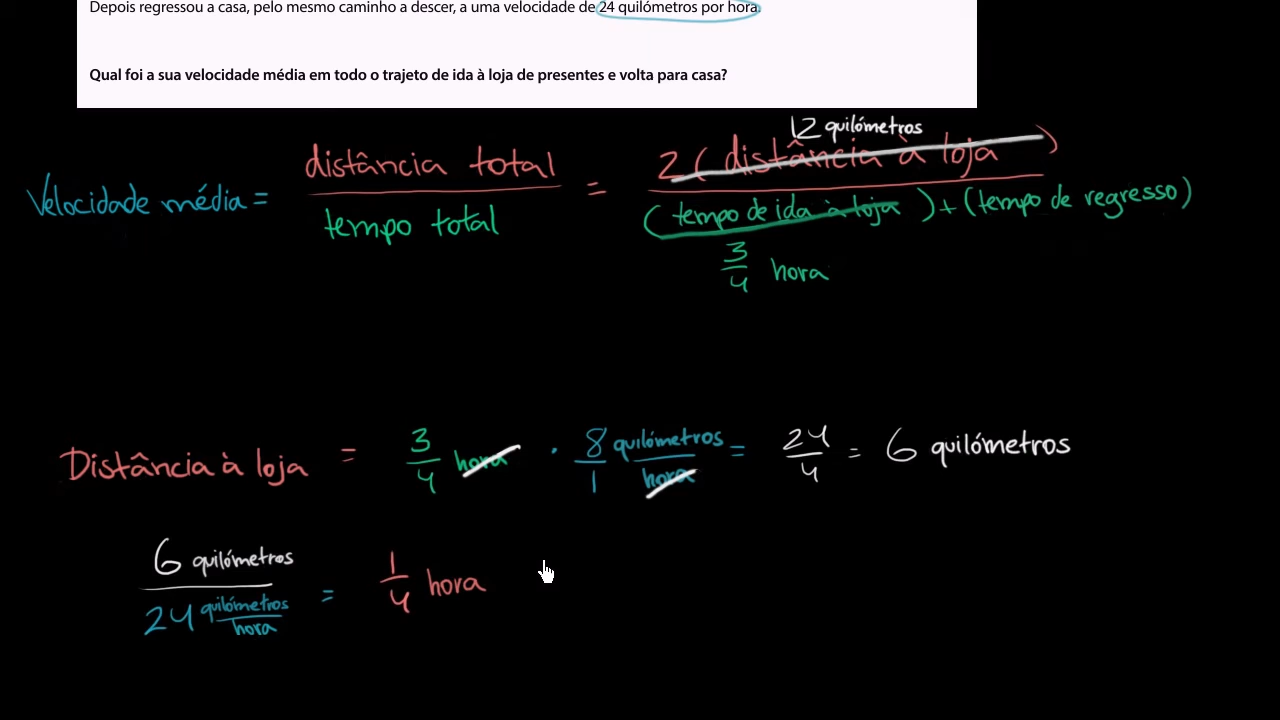 Depois regressou a casa, pelo mesmo caminho a descer, a uma velocidade de 24 quilómetros por hora.
Qual foi a sua velocidade média em todo o trajeto de ida à loja de presentes e volta para casa?
12 quilómetros
Velocidade média = distância total / tempo total = 2 ( distância à loja ) / ( tempo de ida à loja ) + (tempo de regresso)
3/4 hora
Distância à loja = 3/4 hora · 8/1 quilómetros/hora = 24/4 = 6 quilómetros
6 quilómetros / 24 quilómetros/hora = 1/4 hora